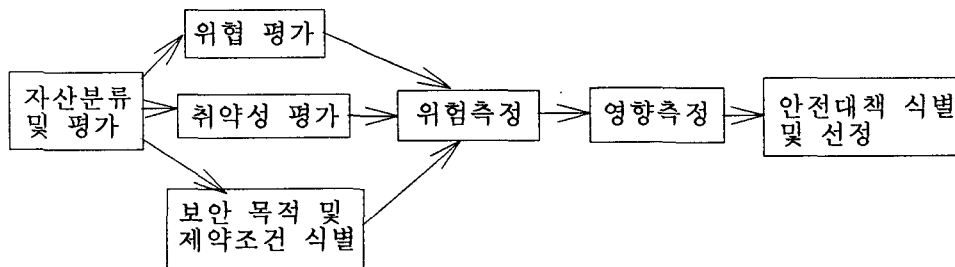 위협 평가
자산분류
및 평가
취약성 평가
위험측정
영향측정
안전대책 식별
및 선정
보안 목적 및
제약조건 식별